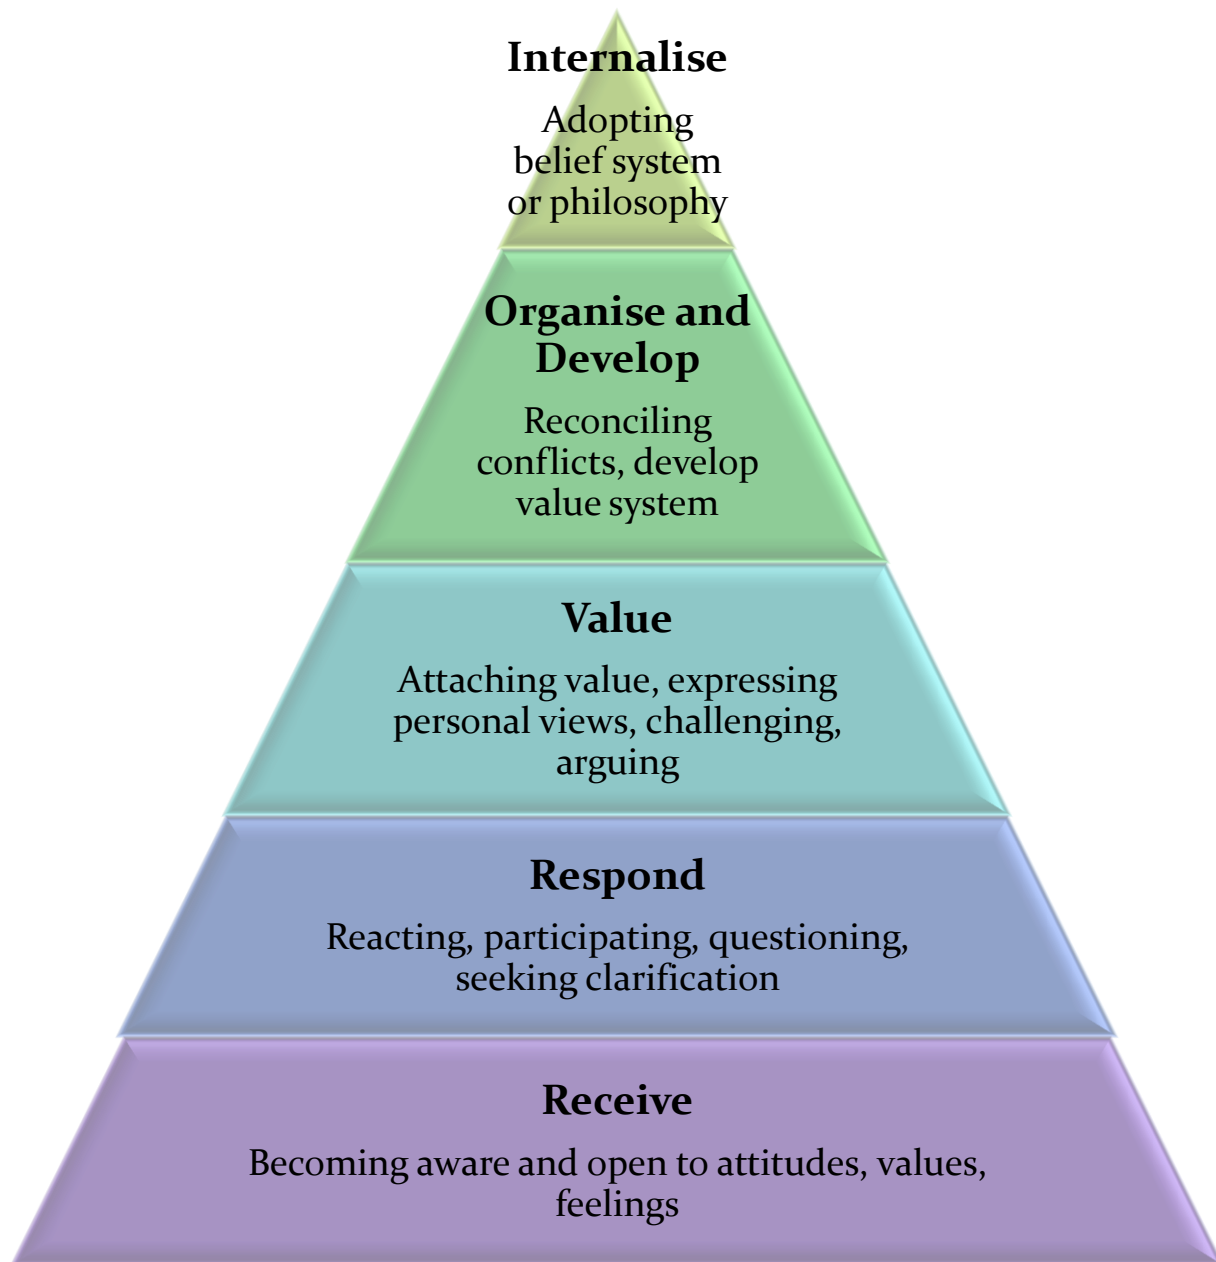 Internalise
Adopting
belief system
or philosophy
Organise and
Develop
Reconciling
conflicts, develop
value system
Value
Attaching value, expressing
personal views, challenging,
arguing
Respond
Reacting, participating, questioning,
seeking clarification
Receive
Becoming aware and open to attitudes, values,
feelings